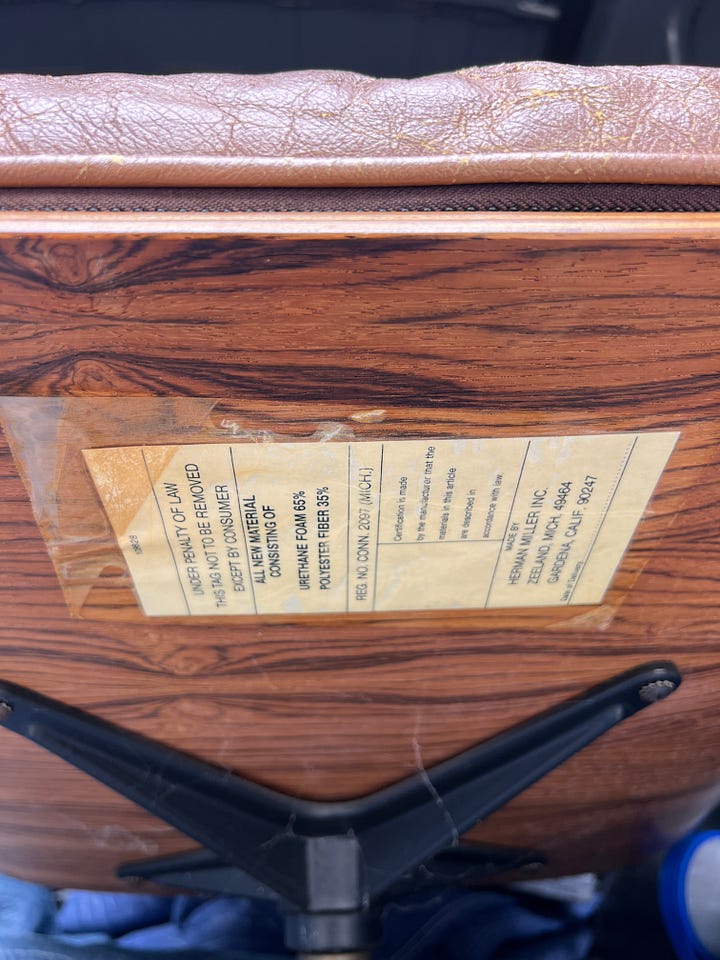 UNDER PENALTY OF LAW
THIS TAG NOT TO BE REMOVED
EXCEPT BY CONSUMER
ALL NEW MATERIAL
CONSISTING OF
URETHANE FOAM 65%
POLYESTER FIBER 35%
REG. NO. CONN. 2097 (MICH.)
Certification is made
by the manufacturer that the
materials in this article
are described in
accordance with law.
MADE BY
HERMAN MILLER INC.
ZEELAND, MICH. 49464
GARDENA, CALIF. 90247
Date of Delivery